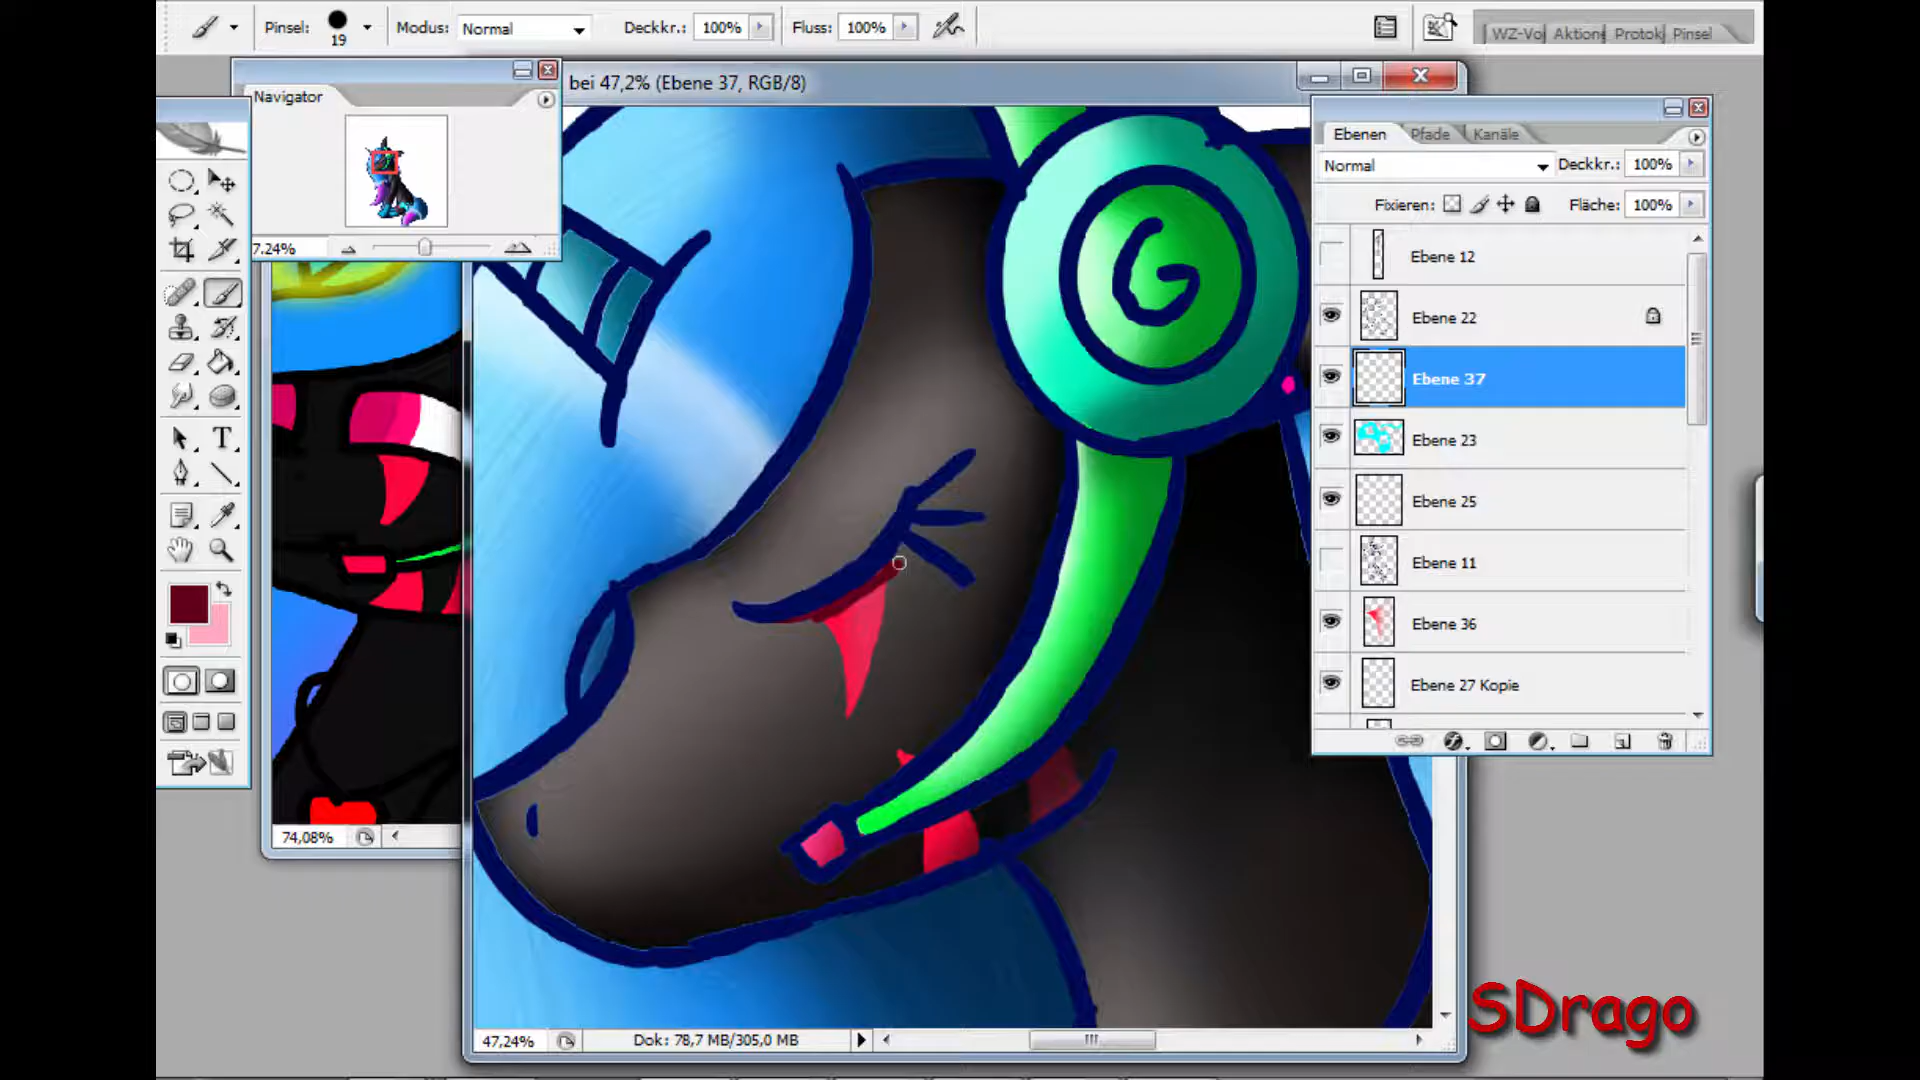 Pinsel: 19 Modus: Normal Deckkr.: 100% Fluss: 100%
WZ-Vo Aktione Protok Pinsel
Navigator
bei 47,2% (Ebene 37, RGB/8)
Ebenen Pfade Kanäle
Normal Deckkr.: 100%
Fixieren: Fläche: 100%
7.24%
Ebene 12
Ebene 22
Ebene 37
Ebene 23
Ebene 25
Ebene 11
Ebene 36
Ebene 27 Kopie
G
T
74,08%
47,24% Dok: 78,7 MB/305,0 MB
SDrago